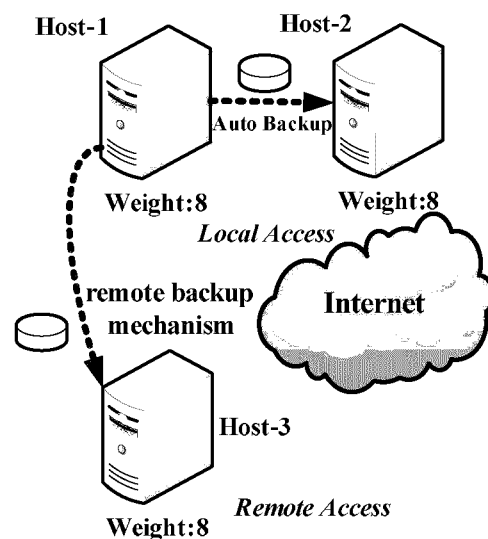 Host-1
Host-2
Auto Backup
Weight:8
Weight:8
Local Access
Internet
remote backup
mechanism
Host-3
Remote Access
Weight:8